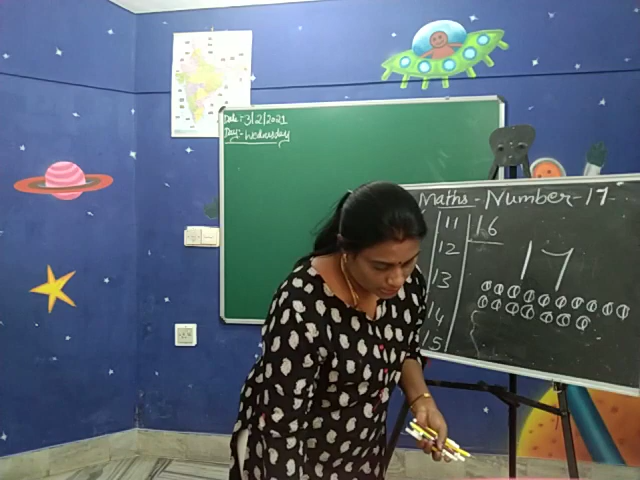 Date:-3/2/2021
Day:- Wednesday
Maths - Number-17-
11
12
13
14
15
16
17